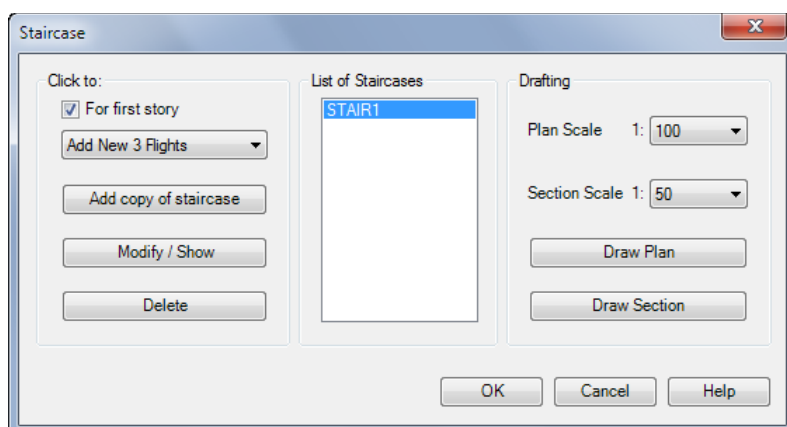 Staircase
Click to:
For first story
Add New 3 Flights
Add copy of staircase
Modify / Show
Delete
List of Staircases
STAIR1
Drafting
Plan Scale 1: 100
Section Scale 1: 50
Draw Plan
Draw Section
OK Cancel Help